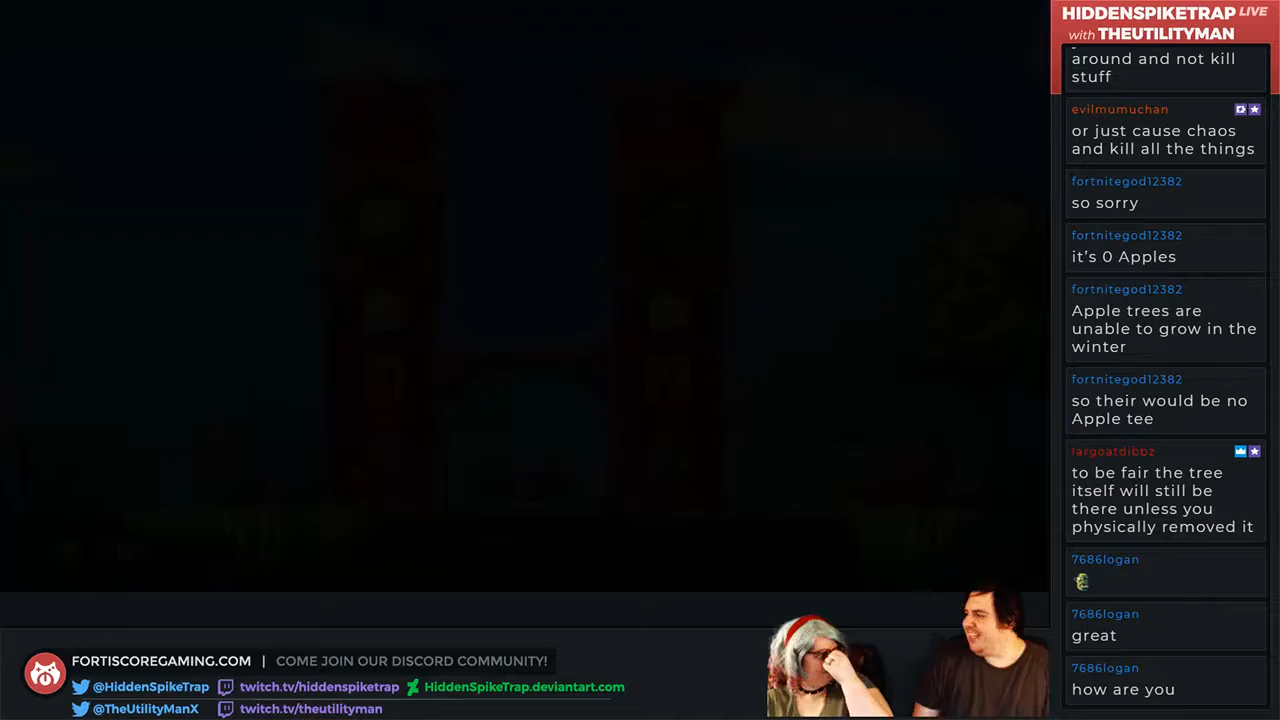 HIDDENSPIKETRAP LIVE
with THEUTILITYMAN
around and not kill
stuff
evilmumuchan
or just cause chaos
and kill all the things
fortnitegod12382
so sorry
fortnitegod12382
it's 0 Apples
fortnitegod12382
Apple trees are
unable to grow in the
winter
fortnitegod12382
so their would be no
Apple tee
largoatdibbz
to be fair the tree
itself will still be
there unless you
physically removed it
7686logan
7686logan
great
7686logan
how are you
FORTISCOREGAMING.COM | COME JOIN OUR DISCORD COMMUNITY!
@HiddenSpikeTrap twitch.tv/hiddenspiketrap HiddenSpikeTrap.deviantart.com
@TheUtilityManX twitch.tv/theutilityman